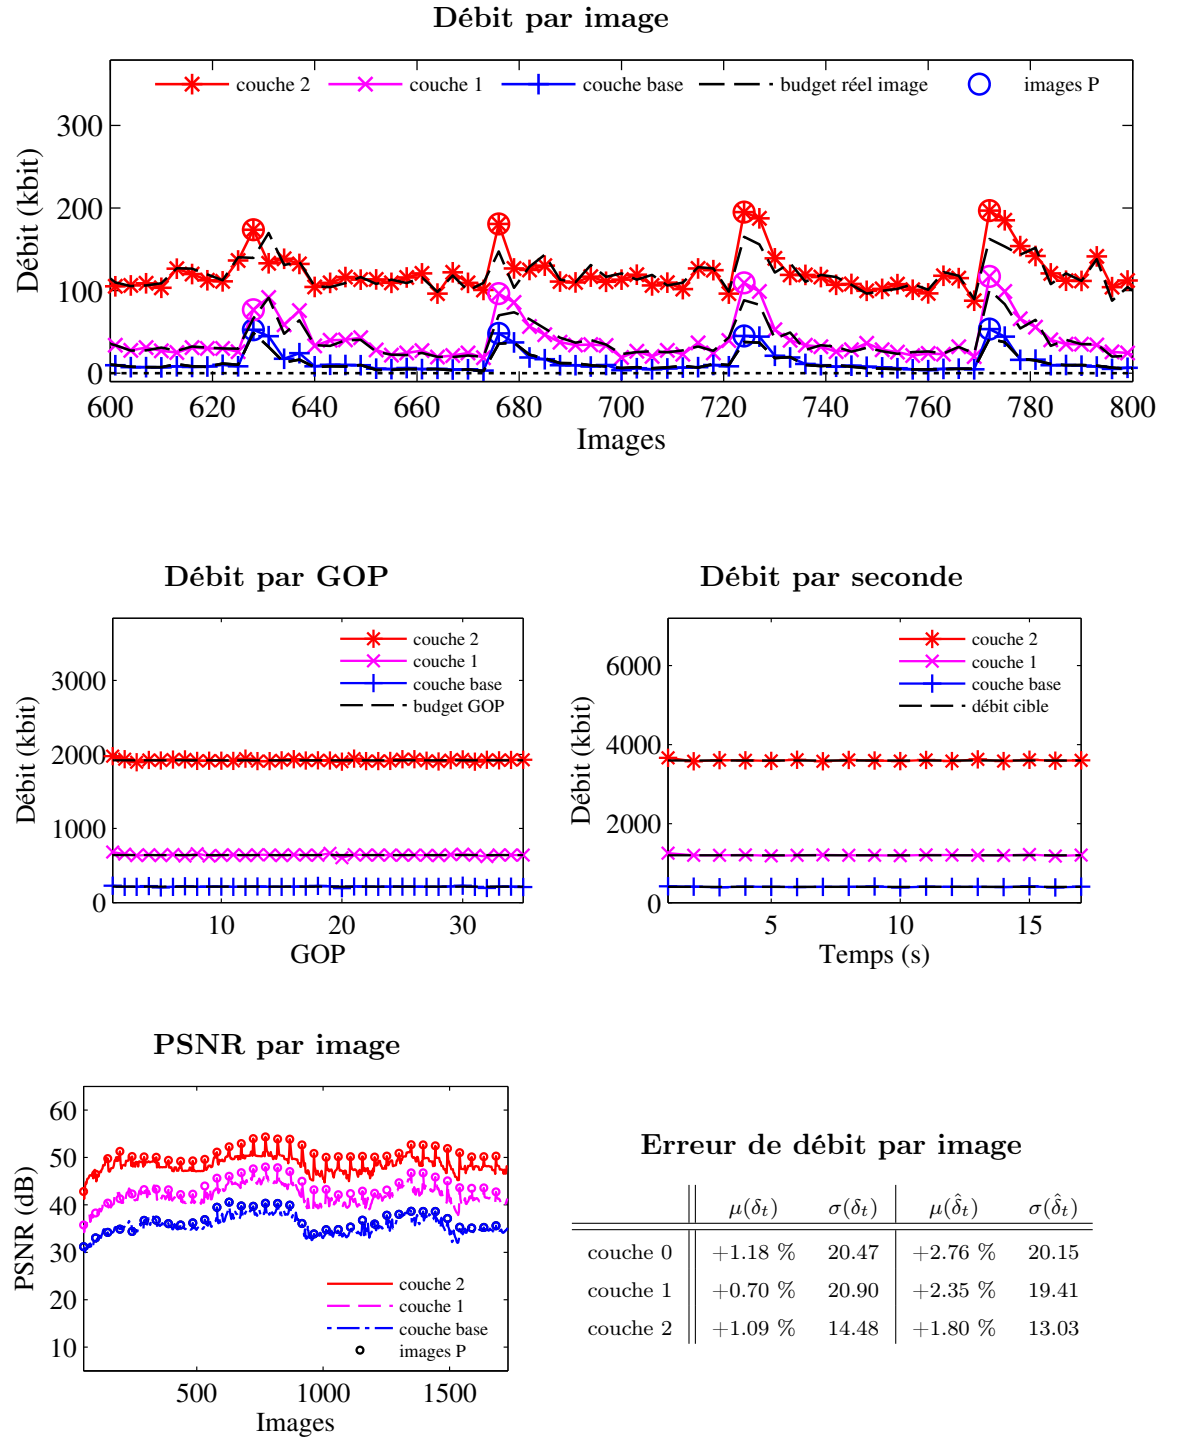 Débit par image
couche 2 couche 1 couche base budget réel image images P
Débit (kbit)
300
200
100
0
600 620 640 660 680 700 720 740 760 780 800
Images
Débit par GOP
couche 2
couche 1
couche base
budget GOP
Débit (kbit)
3000
2000
1000
0
10 20 30
GOP
Débit par seconde
couche 2
couche 1
couche base
débit cible
Débit (kbit)
6000
4000
2000
0
5 10 15
Temps (s)
PSNR par image
PSNR (dB)
60
50
40
30
20
10
couche 2
couche 1
couche base
images P
500 1000 1500
Images
Erreur de débit par image
μ(δₜ) σ(δₜ) μ(δ̂ₜ) σ(δ̂ₜ)
couche 0 +1.18 % 20.47 +2.76 % 20.15
couche 1 +0.70 % 20.90 +2.35 % 19.41
couche 2 +1.09 % 14.48 +1.80 % 13.03